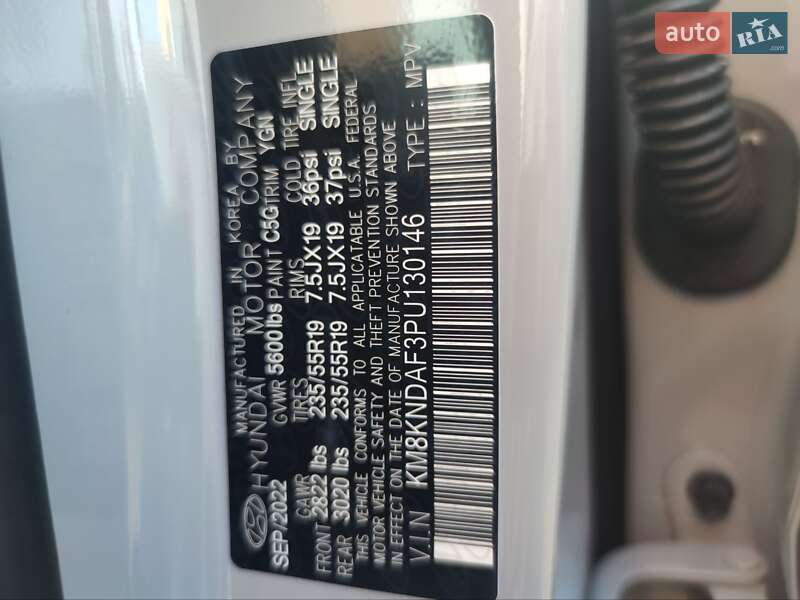 auto RIA.com
MANUFACTURED IN KOREA BY
HYUNDAI MOTOR COMPANY
SEP/2022 GVWR 5600lbs PAINT C5G TRIM YGN
GAWR TIRES RIMS COLD TIRE INFL
FRONT 2822 lbs 235/55R19 7.5JX19 36psi SINGLE
REAR 3020 lbs 235/55R19 7.5JX19 37psi SINGLE
THIS VEHICLE CONFORMS TO ALL APPLICABLE U.S.A. FEDERAL
MOTOR VEHICLE SAFETY AND THEFT PREVENTION STANDARDS
IN EFFECT ON THE DATE OF MANUFACTURE SHOWN ABOVE
V.I.N KM8KNDAF3PU130146 TYPE : MPV